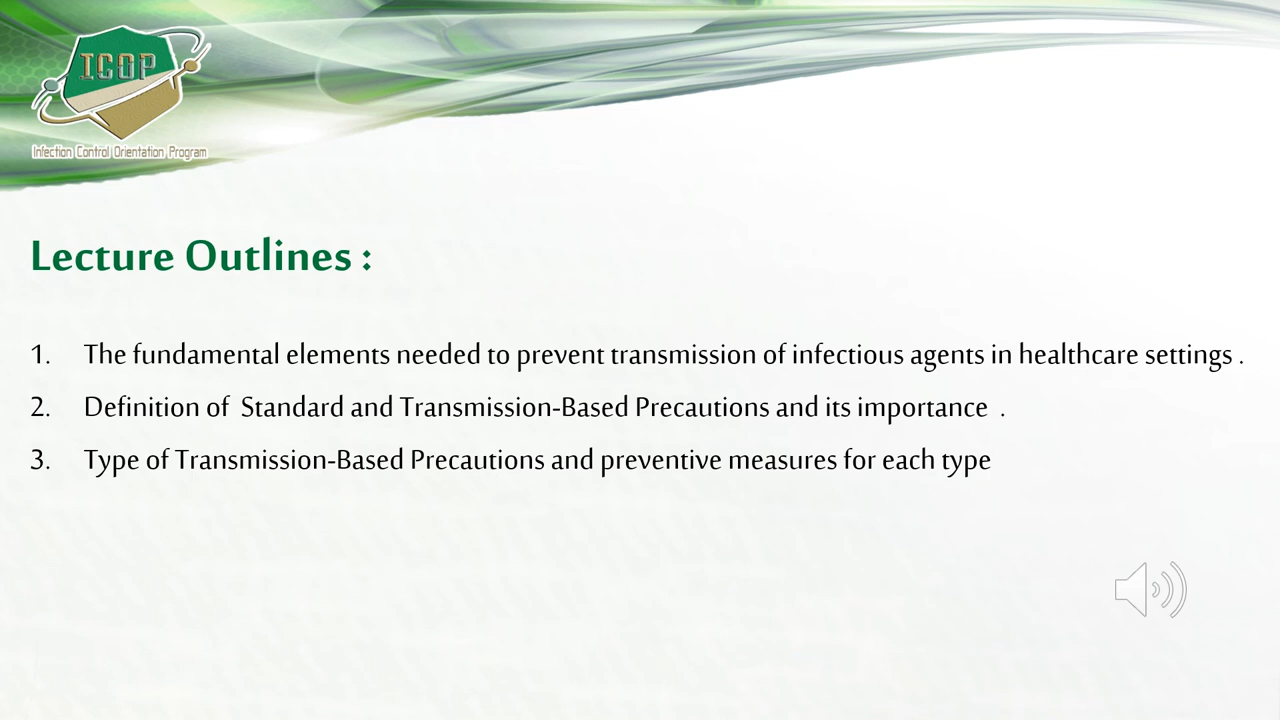 ICOP
Infection Control Orientation Program
Lecture Outlines :
1. The fundamental elements needed to prevent transmission of infectious agents in healthcare settings .
2. Definition of  Standard and Transmission-Based Precautions and its importance  .
3. Type of Transmission-Based Precautions and preventive measures for each type